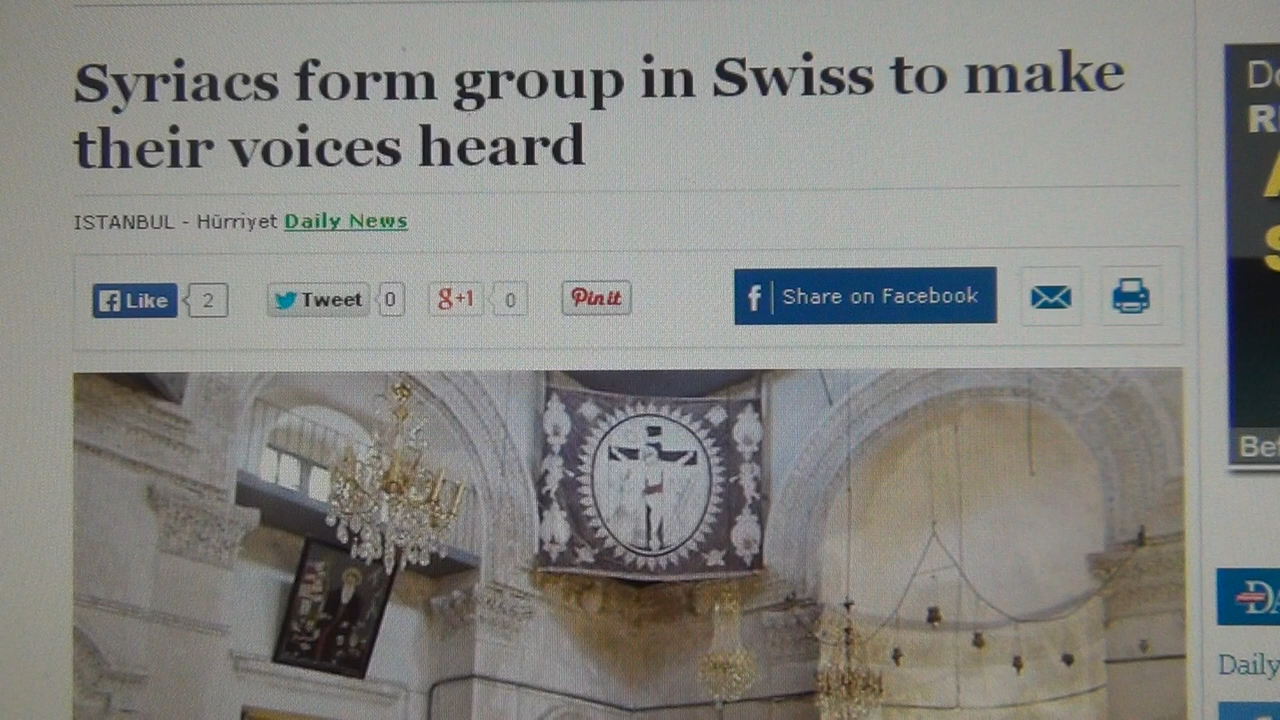 Syriacs form group in Swiss to make
their voices heard
ISTANBUL - Hürriyet Daily News
Like 2 Tweet 0 g+1 0 Pin it f Share on Facebook
Daily